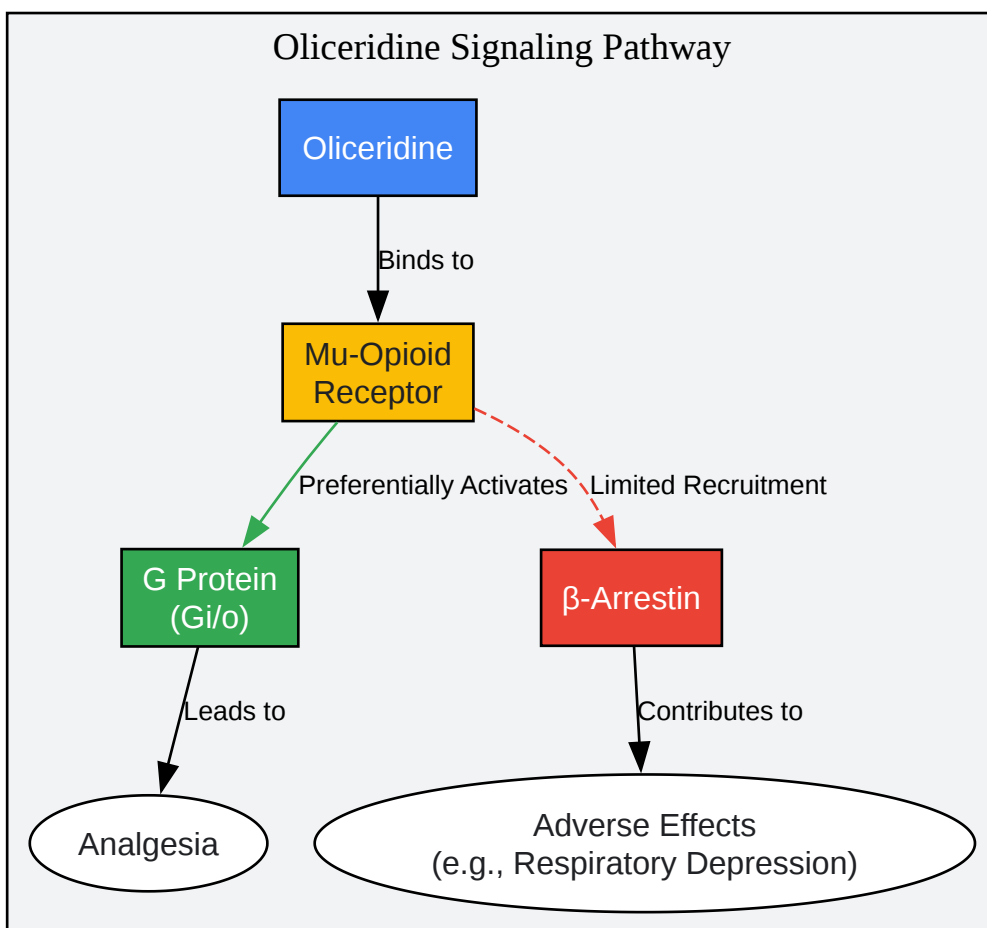 Oliceridine Signaling Pathway
Oliceridine
Binds to
Mu-Opioid
Receptor
Preferentially Activates
Limited Recruitment
G Protein
(Gi/o)
β-Arrestin
Leads to
Contributes to
Analgesia
Adverse Effects
(e.g., Respiratory Depression)